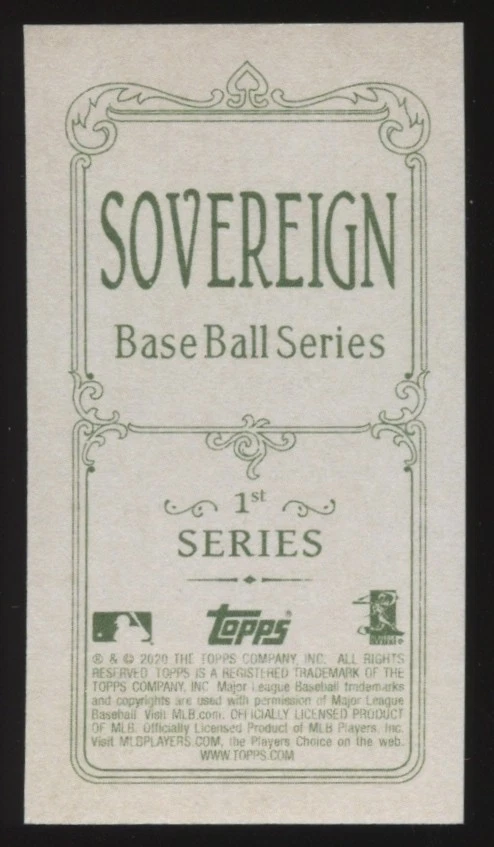 SOVEREIGN
Base Ball Series
1st
SERIES
Topps®
® & © 2020 THE TOPPS COMPANY, INC. ALL RIGHTS
RESERVED. TOPPS IS A REGISTERED TRADEMARK OF THE
TOPPS COMPANY, INC. Major League Baseball trademarks
and copyrights are used with permission of Major League
Baseball. Visit MLB.com. OFFICIALLY LICENSED PRODUCT
OF MLB. Officially Licensed Product of MLB Players, Inc.
Visit MLBPLAYERS.COM, the Players Choice on the web.
WWW.TOPPS.COM